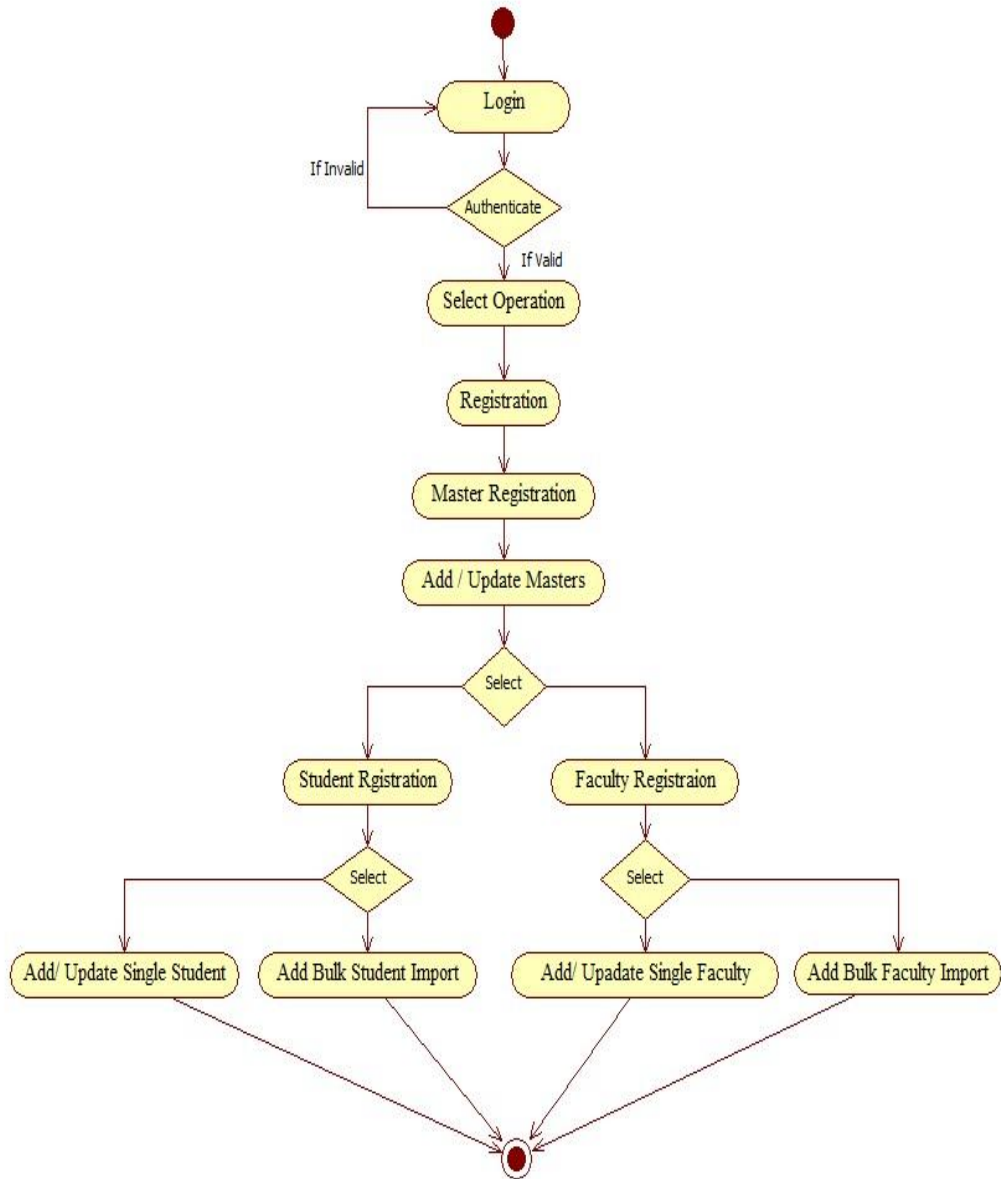 Login
If Invalid
Authenticate
If Valid
Select Operation
Registration
Master Registration
Add / Update Masters
Select
Student Rgistration
Faculty Registraion
Select
Select
Add/ Update Single Student
Add Bulk Student Import
Add/ Upadate Single Faculty
Add Bulk Faculty Import